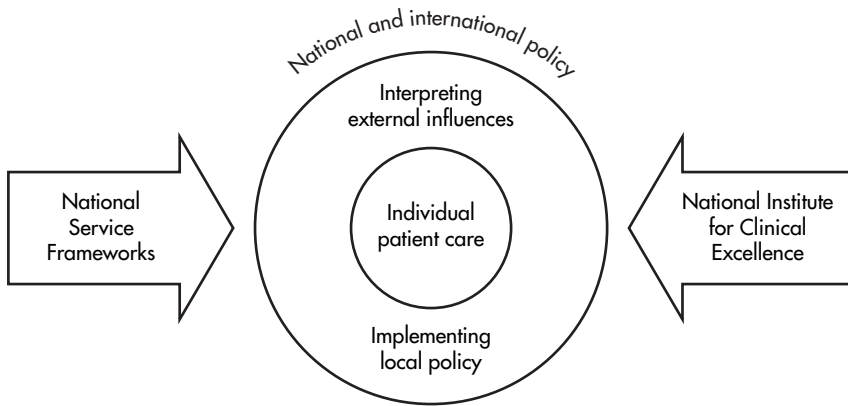 National and international policy
Interpreting
external influences
National
Service
Frameworks
Individual
patient care
National Institute
for Clinical
Excellence
Implementing
local policy